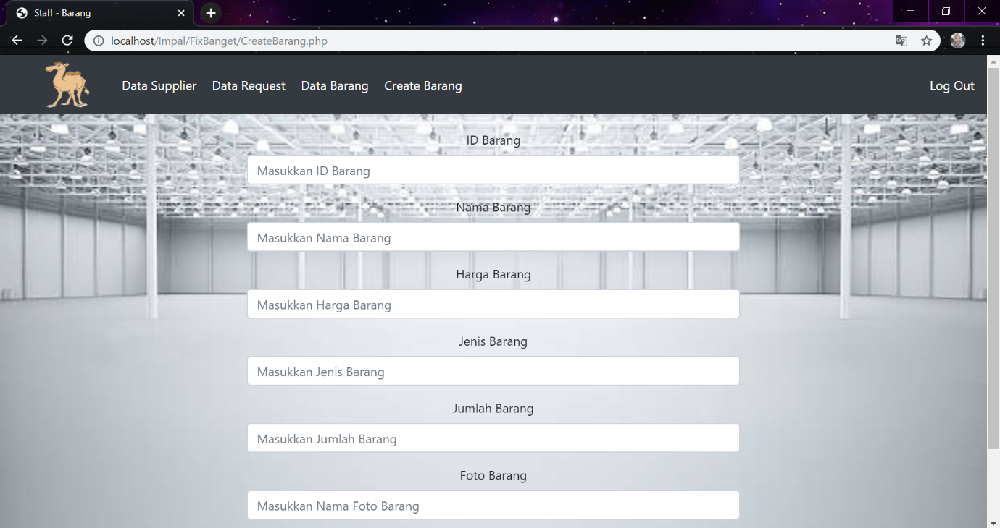 Staff - Barang
localhost/Impal/FixBanget/CreateBarang.php
Data Supplier Data Request Data Barang Create Barang Log Out
ID Barang
Masukkan ID Barang
Nama Barang
Masukkan Nama Barang
Harga Barang
Masukkan Harga Barang
Jenis Barang
Masukkan Jenis Barang
Jumlah Barang
Masukkan Jumlah Barang
Foto Barang
Masukkan Nama Foto Barang